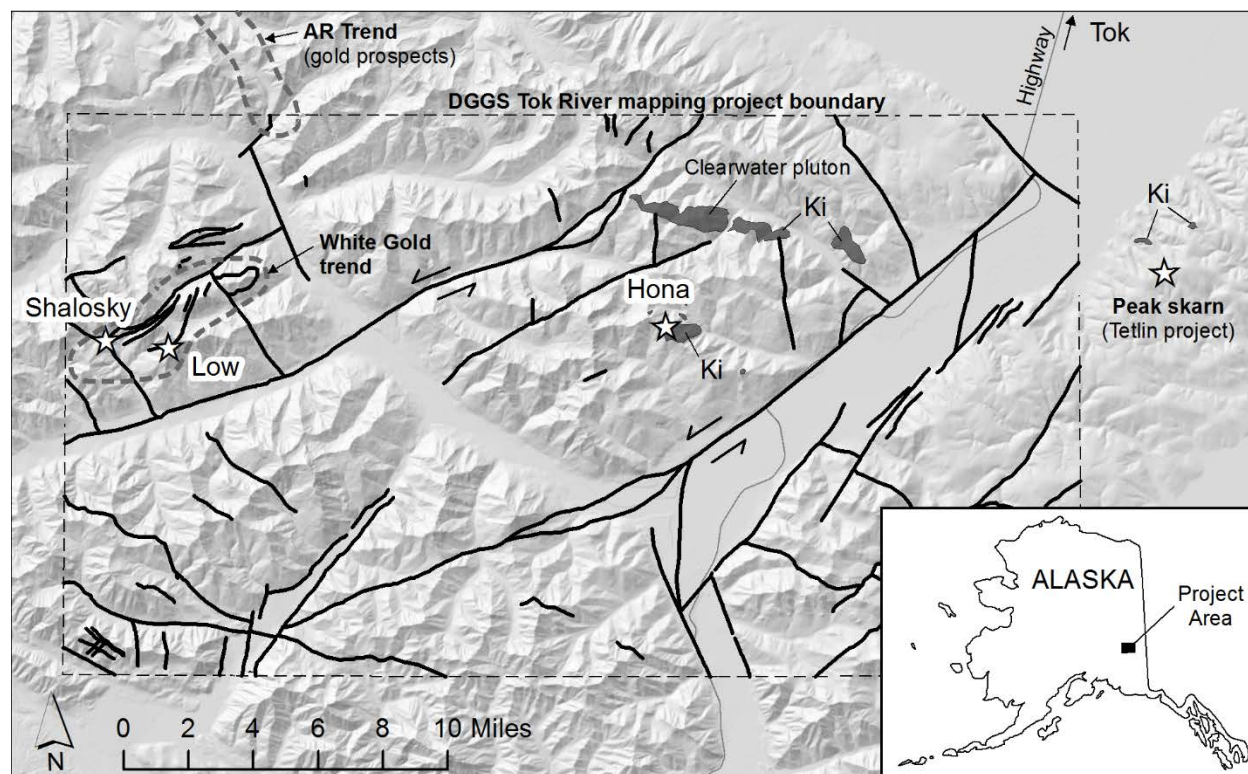 AR Trend
(gold prospects)
Highway
Tok
DGGS Tok River mapping project boundary
Clearwater pluton
Ki
Ki
White Gold
trend
Shalosky
Low
Hona
Ki
Peak skarn
(Tetlin project)
ALASKA
Project
Area
N
0 2 4 6 8 10 Miles